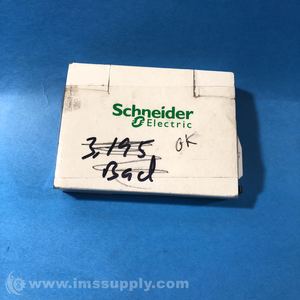 Schneider
Electric
3,195 OK
Bad
© www.imssupply.com